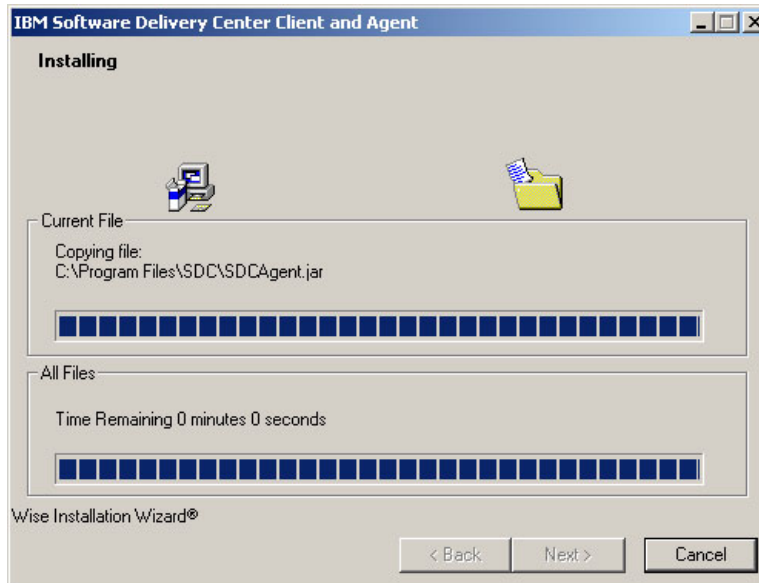 IBM Software Delivery Center Client and Agent
Installing
Current File
Copying file:
C:\Program Files\SDC\SDCAgent.jar
All Files
Time Remaining 0 minutes 0 seconds
Wise Installation Wizard®
< Back Next > Cancel